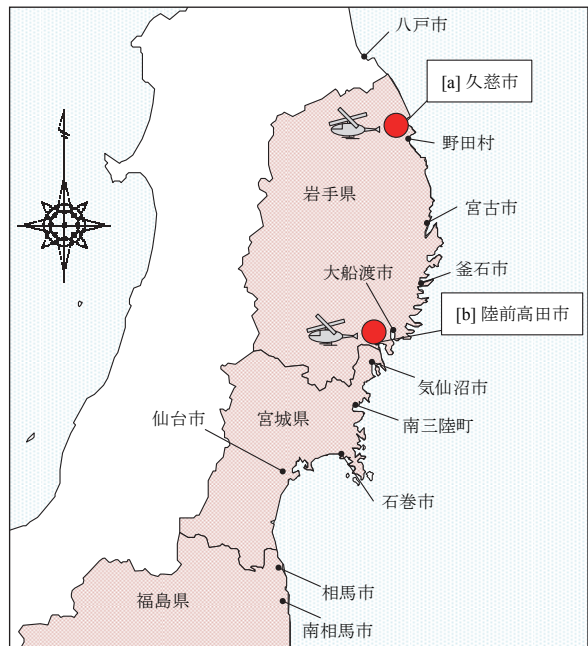 八戸市
[a] 久慈市
野田村
岩手県
宮古市
大船渡市
釜石市
[b] 陸前高田市
気仙沼市
仙台市
宮城県
南三陸町
石巻市
相馬市
福島県
南相馬市